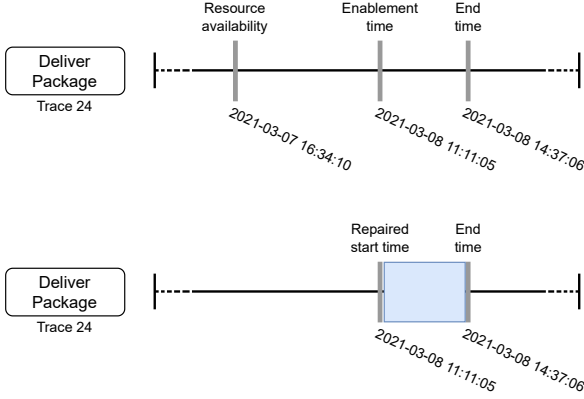 Resource
availability
Enablement
time
End
time
Deliver
Package
Trace 24
2021-03-07 16:34:10
2021-03-08 11:11:05
2021-03-08 14:37:06
Repaired
start time
End
time
Deliver
Package
Trace 24
2021-03-08 11:11:05
2021-03-08 14:37:06